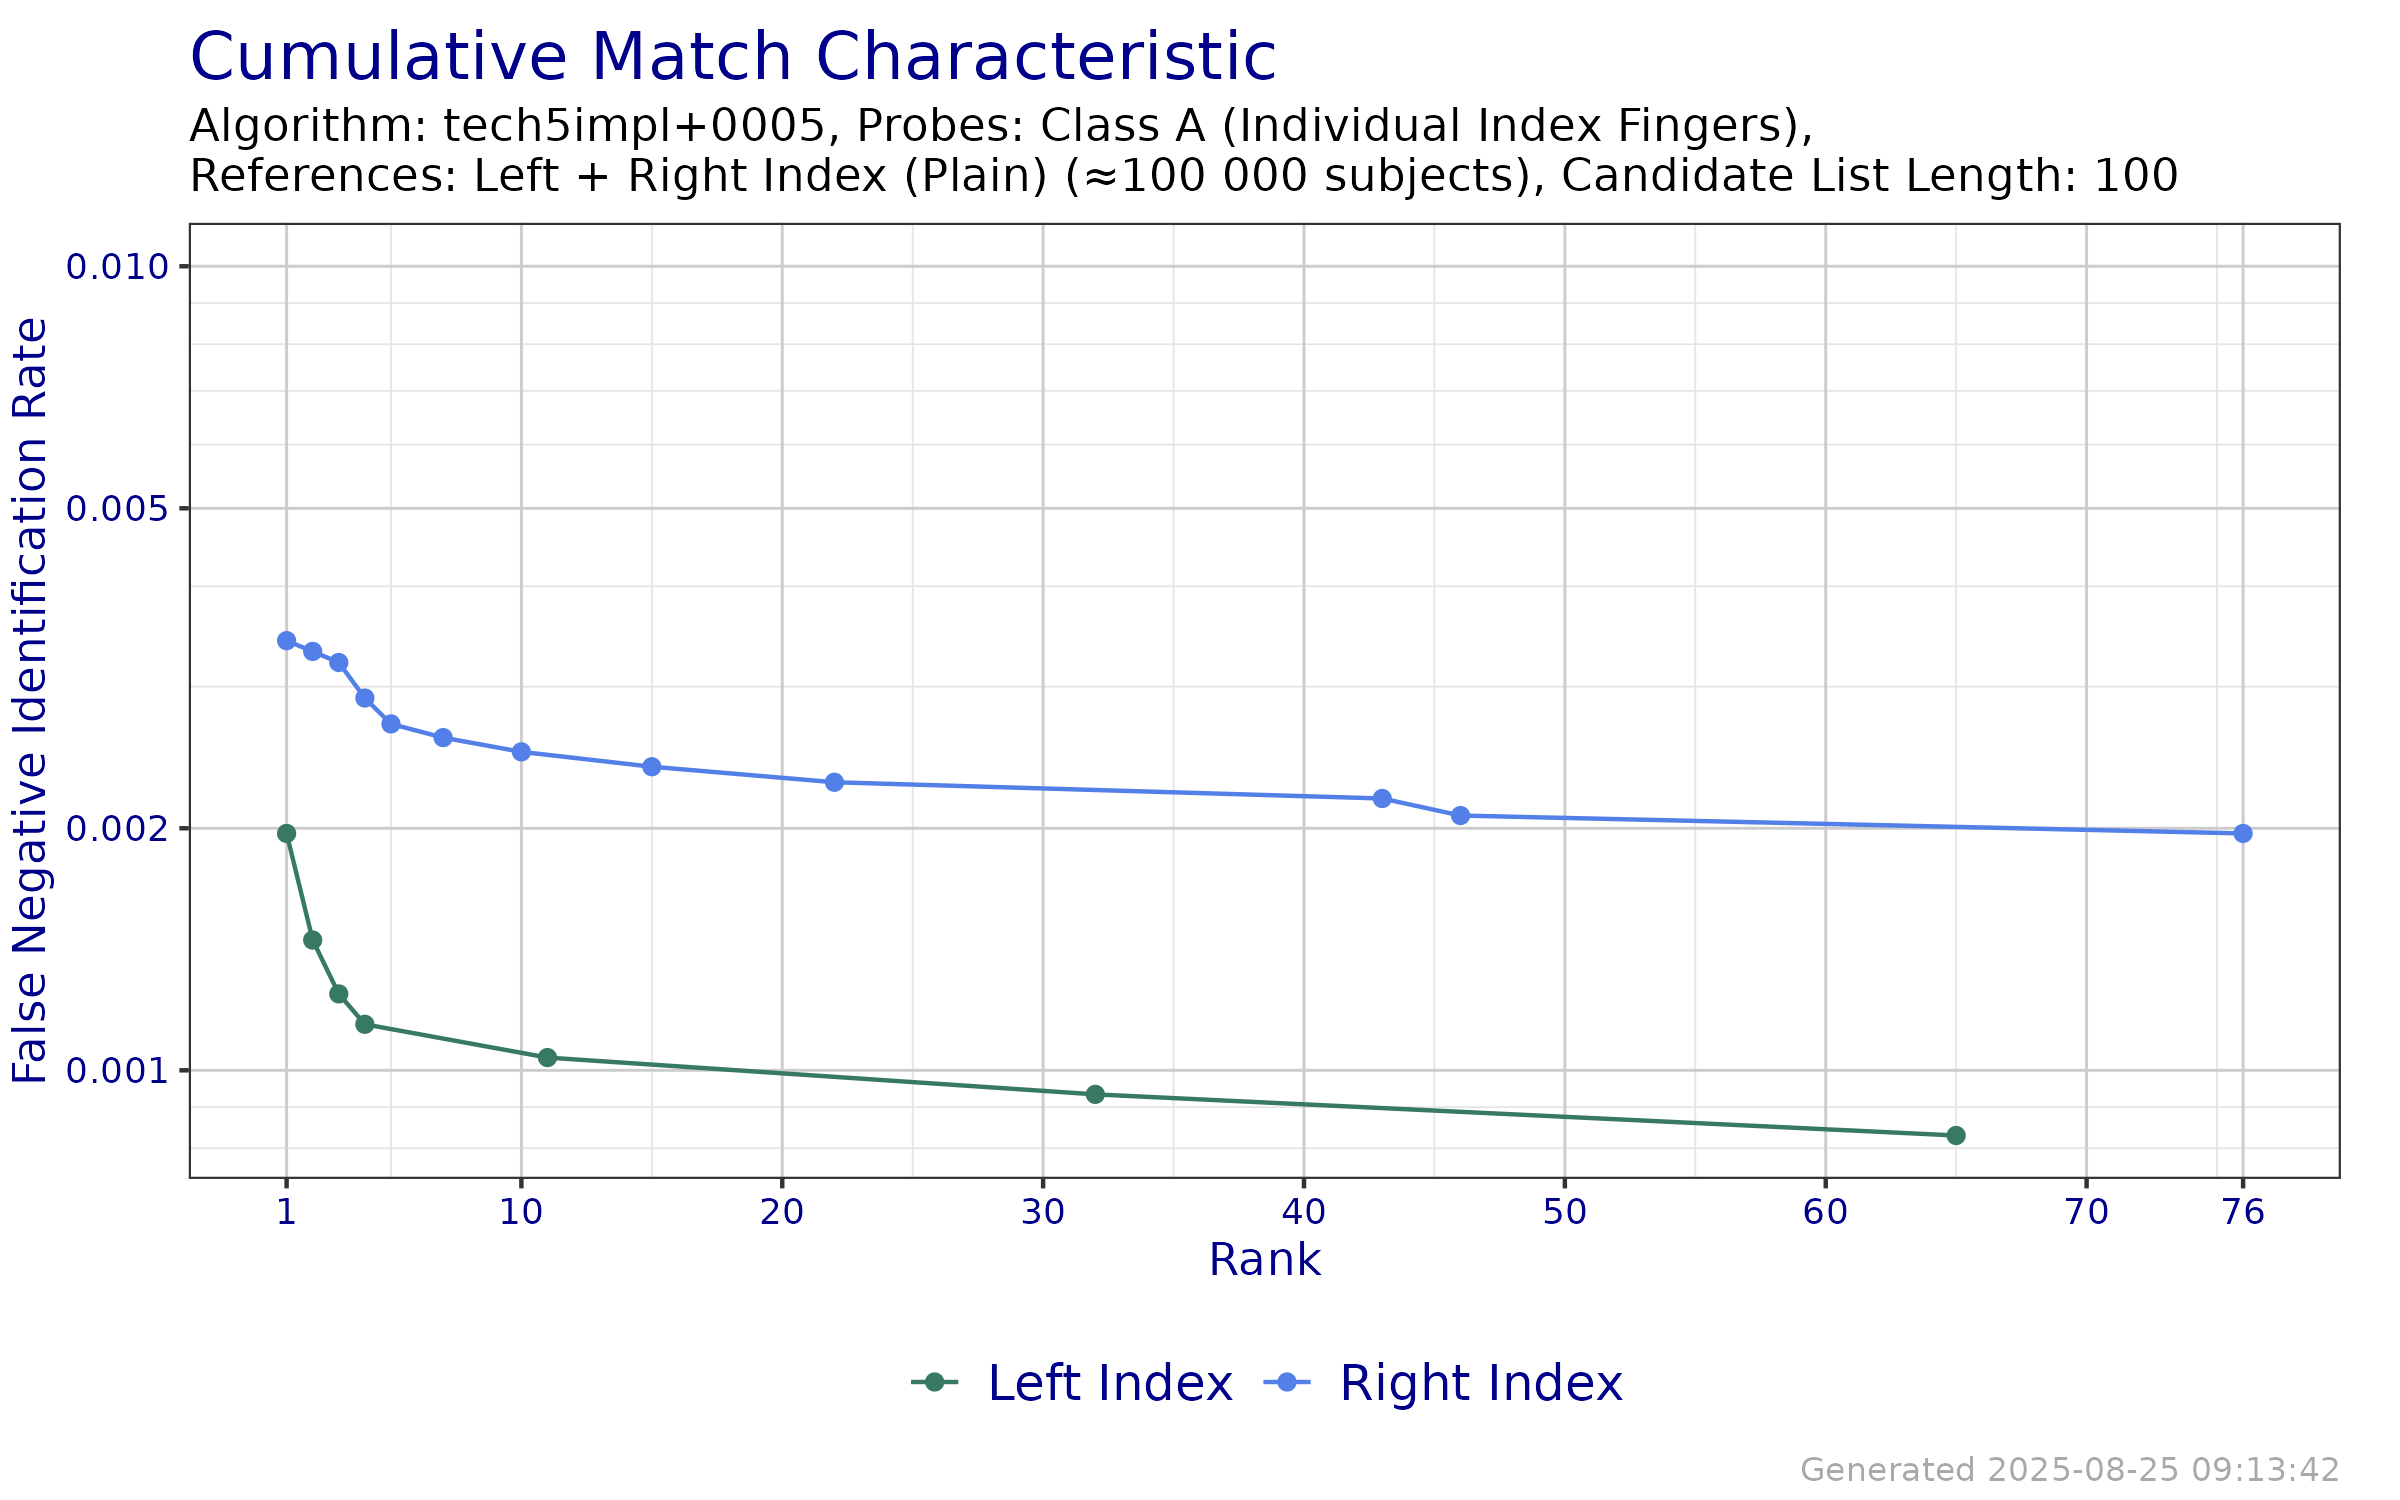 Cumulative Match Characteristic
Algorithm: tech5impl+0005, Probes: Class A (Individual Index Fingers),
References: Left + Right Index (Plain) (≈100 000 subjects), Candidate List Length: 100
False Negative Identification Rate
0.010
0.005
0.002
0.001
1 10 20 30 40 50 60 70 76
Rank
Left Index Right Index
Generated 2025-08-25 09:13:42